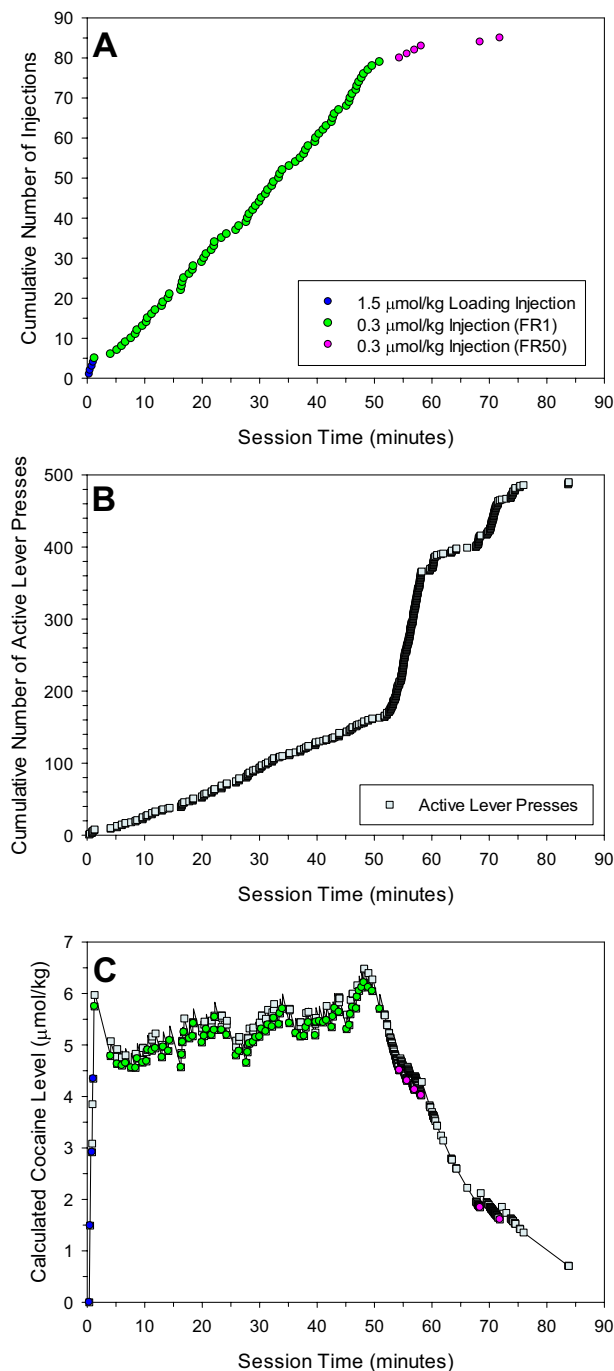 A
90
80
70
60
50
40
30
20
10
0
Cumulative Number of Injections
1.5 μmol/kg Loading Injection
0.3 μmol/kg Injection (FR1)
0.3 μmol/kg Injection (FR50)
0 10 20 30 40 50 60 70 80 90
Session Time (minutes)
B
500
400
300
200
100
0
Cumulative Number of Active Lever Presses
Active Lever Presses
0 10 20 30 40 50 60 70 80 90
Session Time (minutes)
C
7
6
5
4
3
2
1
0
Calculated Cocaine Level (μmol/kg)
0 10 20 30 40 50 60 70 80 90
Session Time (minutes)